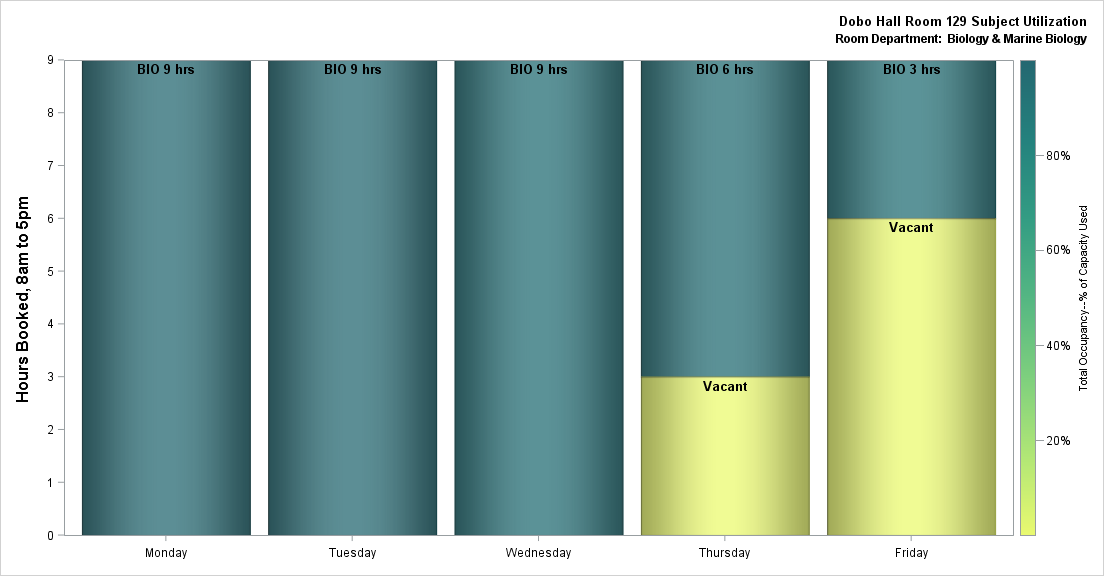 Dobo Hall Room 129 Subject Utilization
Room Department: Biology & Marine Biology
Hours Booked, 8am to 5pm
9
8
7
6
5
4
3
2
1
0
BIO 9 hrs
BIO 9 hrs
BIO 9 hrs
BIO 6 hrs
BIO 3 hrs
Vacant
Vacant
Monday
Tuesday
Wednesday
Thursday
Friday
80%
60%
40%
20%
Total Occupancy--% of Capacity Used